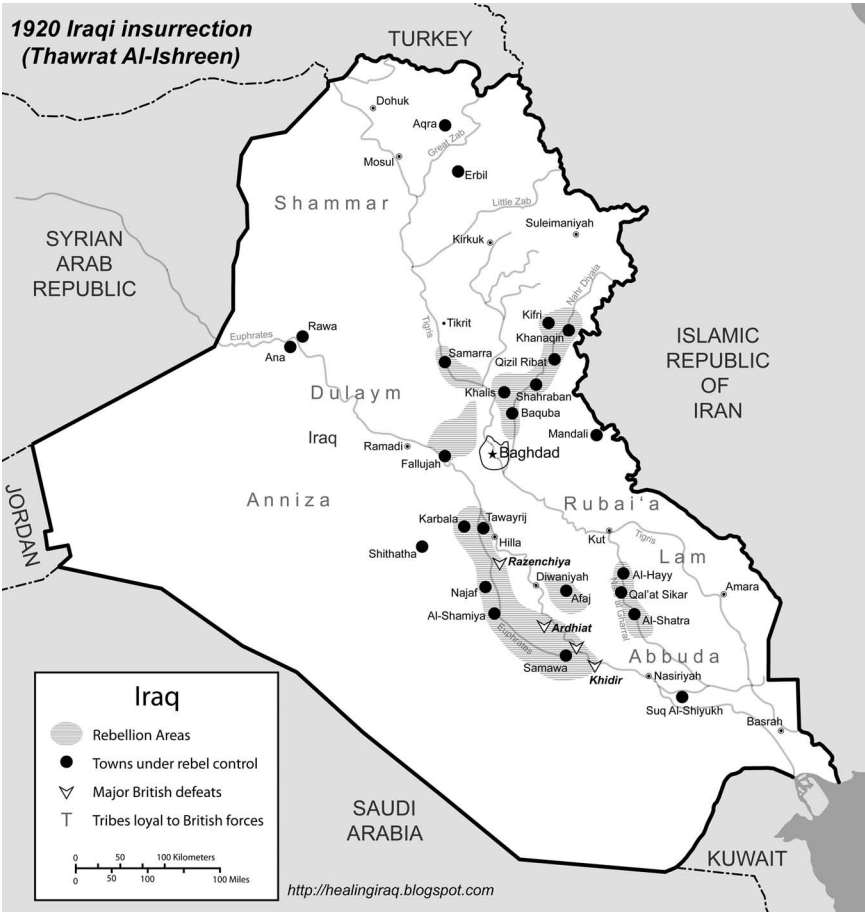 1920 Iraqi insurrection
(Thawrat Al-Ishreen)
TURKEY
Dohuk
Aqra
Great Zab
Mosul
Erbil
Shammar
Little Zab
Suleimaniyah
SYRIAN
ARAB
REPUBLIC
Kirkuk
Nahr Diyala
Kifri
Tikrit
Tigris
Rawa
Khanaqin
Euphrates
ISLAMIC
REPUBLIC
OF
IRAN
Ana
Samarra
Qizil Ribat
Dulaym
Khalis
Shahraban
Baquba
Iraq
Mandali
Ramadi
Baghdad
Fallujah
JORDAN
Anniza
Rubai‘a
Karbala
Tawayrij
Kut
Tigris
Hilla
Shithatha
Lam
Razenchiya
Diwaniyah
Al-Hayy
Amara
Najaf
Afaj
Qal'at Sikar
Al-Shamiya
Al-Shatra
Ardhiat
Euphrates
Abbuda
Samawa
Khidir
Nasiriyah
Suq Al-Shiyukh
Basrah
Iraq
Rebellion Areas
Towns under rebel control
Major British defeats
T Tribes loyal to British forces
0 50 100 Kilometers
0 50 100 100 Miles
SAUDI
ARABIA
KUWAIT
http://healingiraq.blogspot.com